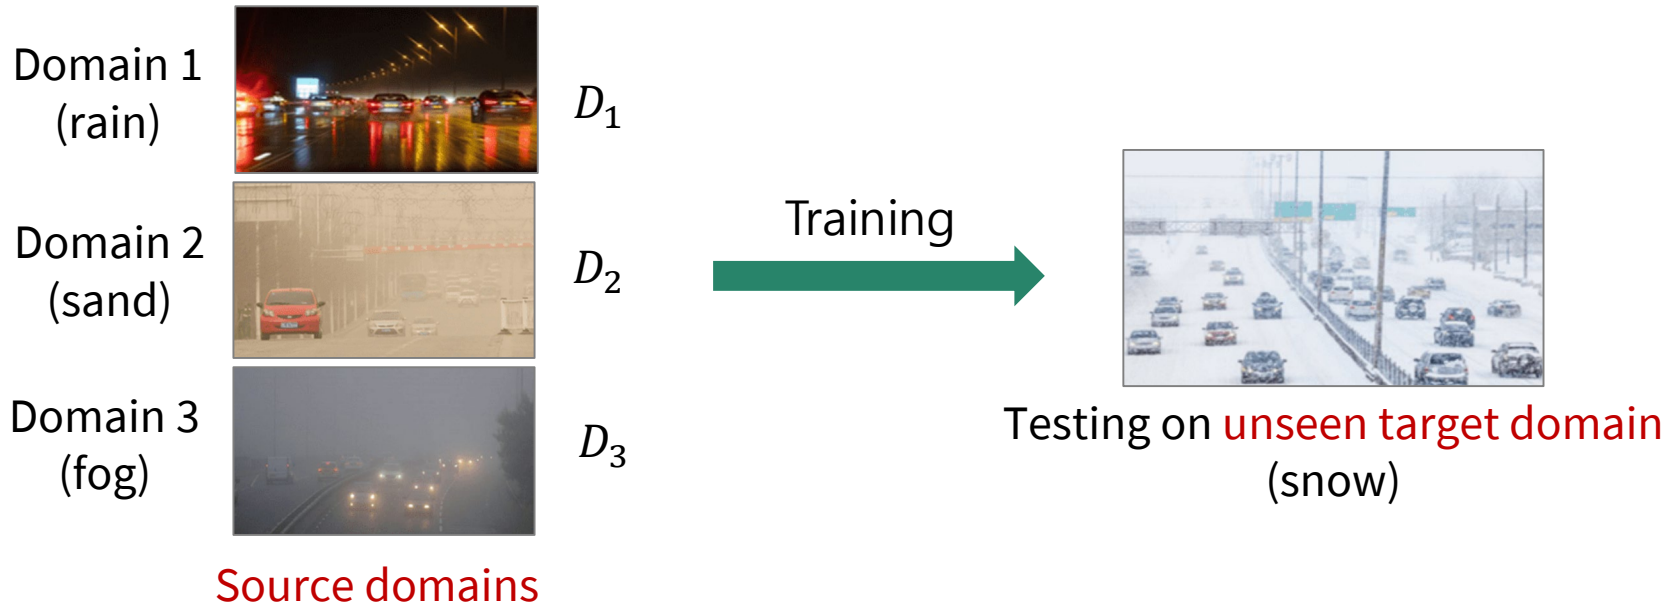 Domain 1
(rain)
D₁
Domain 2
(sand)
D₂
Domain 3
(fog)
D₃
Source domains
Training
Testing on unseen target domain
(snow)